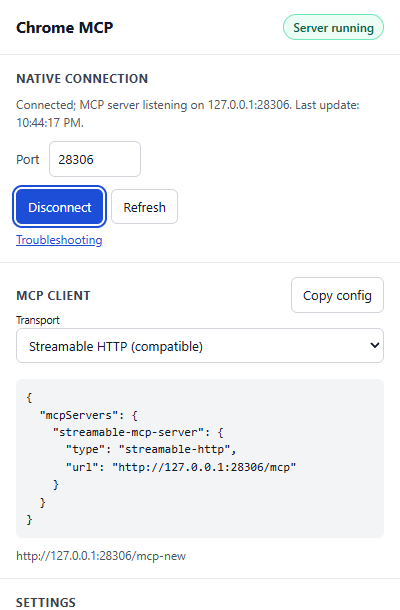 Chrome MCP
Server running
NATIVE CONNECTION
Connected; MCP server listening on 127.0.0.1:28306. Last update:
10:44:17 PM.
Port 28306
Disconnect Refresh
Troubleshooting
MCP CLIENT
Copy config
Transport
Streamable HTTP (compatible)
{
  "mcpServers": {
    "streamable-mcp-server": {
      "type": "streamable-http",
      "url": "http://127.0.0.1:28306/mcp"
    }
  }
}
http://127.0.0.1:28306/mcp-new
SETTINGS